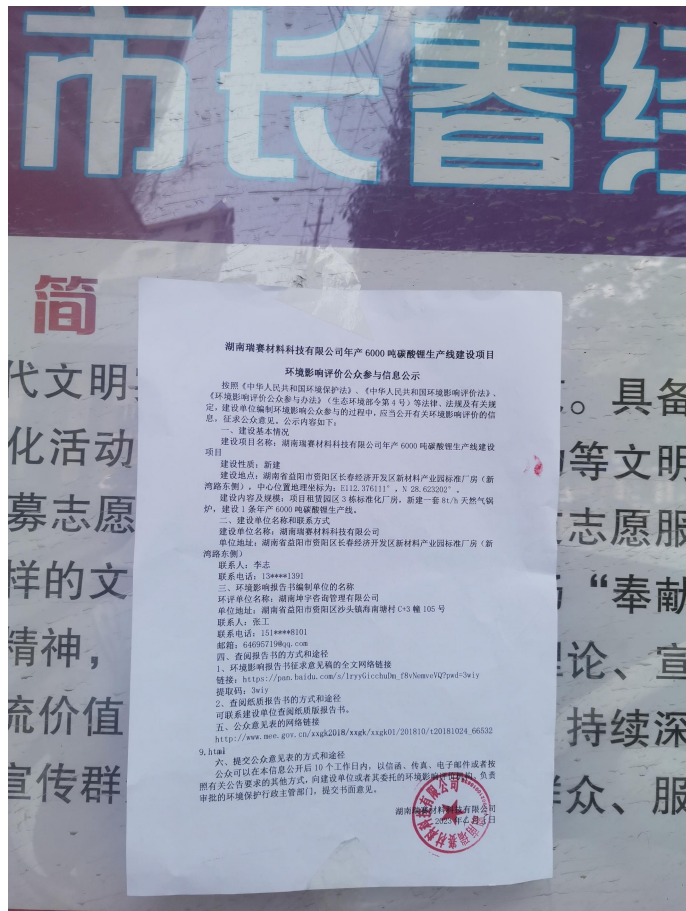 市长春经
简
代文明
化活动
募志愿
样的文
精神，
流价值
宣传群
。具备
等文明
志愿服
“奉献
论、宣
持续深
众、服
湖南瑞赛材料科技有限公司年产6000吨碳酸锂生产线建设项目
环境影响评价公众参与信息公示
按照《中华人民共和国环境保护法》、《中华人民共和国环境影响评价法》、
《环境影响评价公众参与办法》（生态环境部令第4号）等法律、法规及有关规
定，建设单位编制环境影响公众参与的过程中，应当公开有关环境影响评价的信
息，征求公众意见。公示内容如下：
一、建设基本情况
建设项目名称：湖南瑞赛材料科技有限公司年产6000吨碳酸锂生产线建设
项目
建设性质：新建
建设地点：湖南省益阳市资阳区长春经济开发区新材料产业园标准厂房（新
湾路东侧），中心位置地理坐标为：E112.376111°，N 28.623202°。
建设内容及规模：项目租赁园区3栋标准化厂房，新建一套8t/h天然气锅
炉，建设1条年产6000吨碳酸锂生产线。
二、建设单位名称和联系方式
建设单位名称：湖南瑞赛材料科技有限公司
单位地址：湖南省益阳市资阳区长春经济开发区新材料产业园标准厂房（新
湾路东侧）
联系人：李志
联系电话：13****1391
三、环境影响报告书编制单位的名称
环评单位名称：湖南坤宇咨询管理有限公司
单位地址：湖南省益阳市资阳区沙头镇海南塘村C+3幢105号
联系人：张工
联系电话：151****8101
邮箱：64695719@qq.com
四、查阅报告书的方式和途径
1、环境影响报告书征求意见稿的全文网络链接
链接：https://pan.baidu.com/s/1ryyGicchuDm_f8vNemveVQ?pwd=3wiy
提取码：3wiy
2、查阅纸质报告书的方式和途径
可联系建设单位查阅纸质版报告书。
五、公众意见表的网络链接
http://www.mee.gov.cn/xxgk2018/xxgk/xxgk01/201810/t20181024_66532
9.html
六、提交公众意见表的方式和途径
公众可以在本信息公开后10个工作日内，以信函、传真、电子邮件或者按
照有关公告要求的其他方式，向建设单位或者其委托的环境影响评价机构、负责
审批的环境保护行政主管部门，提交书面意见。
湖南瑞赛材料科技有限公司
2023年